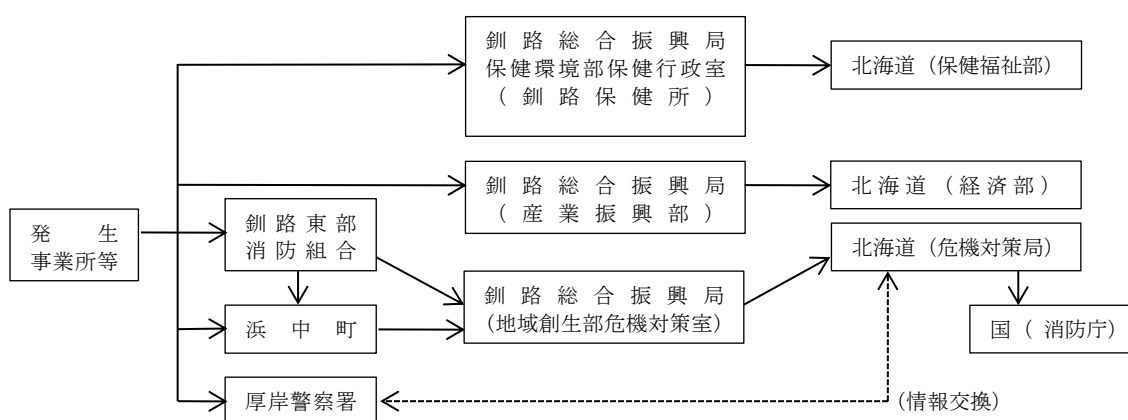 釧路総合振興局
保健環境部保健行政室
(釧路保健所)
北海道(保健福祉部)
釧路総合振興局
(産業振興部)
北海道(経済部)
発生
事業所等
釧路東部
消防組合
北海道(危機対策局)
釧路総合振興局
(地域創生部危機対策室)
浜中町
国(消防庁)
厚岸警察署
(情報交換)